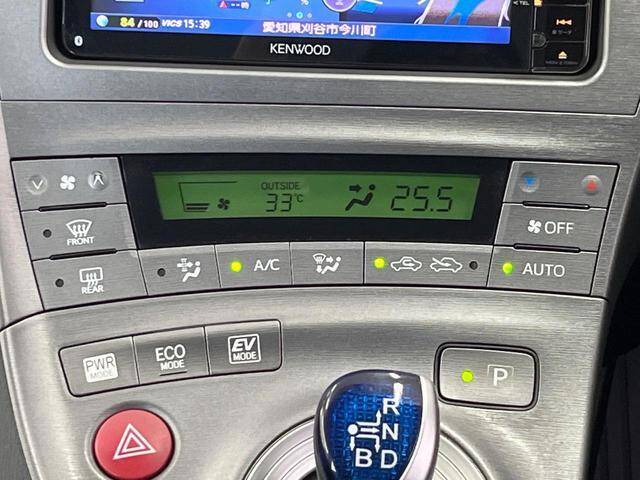 84/100 VICS 15:39
愛知県刈谷市今川町
KENWOOD
OUTSIDE
33℃ 25.5
FRONT
OFF
REAR
A/C
AUTO
PWR MODE
ECO MODE
EV MODE
P
R
N
B D